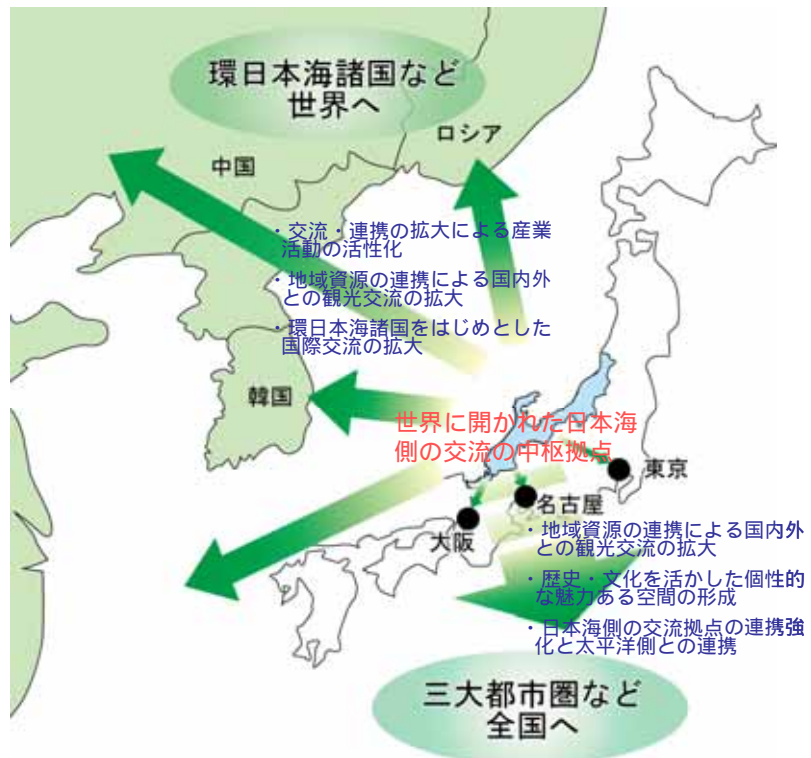 環日本海諸国など
世界へ
ロシア
中国
・交流・連携の拡大による産業
活動の活性化
・地域資源の連携による国内外
との観光交流の拡大
・環日本海諸国をはじめとした
国際交流の拡大
韓国
世界に開かれた日本海
側の交流の中枢拠点
東京
名古屋
大阪
・地域資源の連携による国内外
との観光交流の拡大
・歴史・文化を活かした個性的
な魅力ある空間の形成
・日本海側の交流拠点の連携強
化と太平洋側との連携
三大都市圏など
全国へ